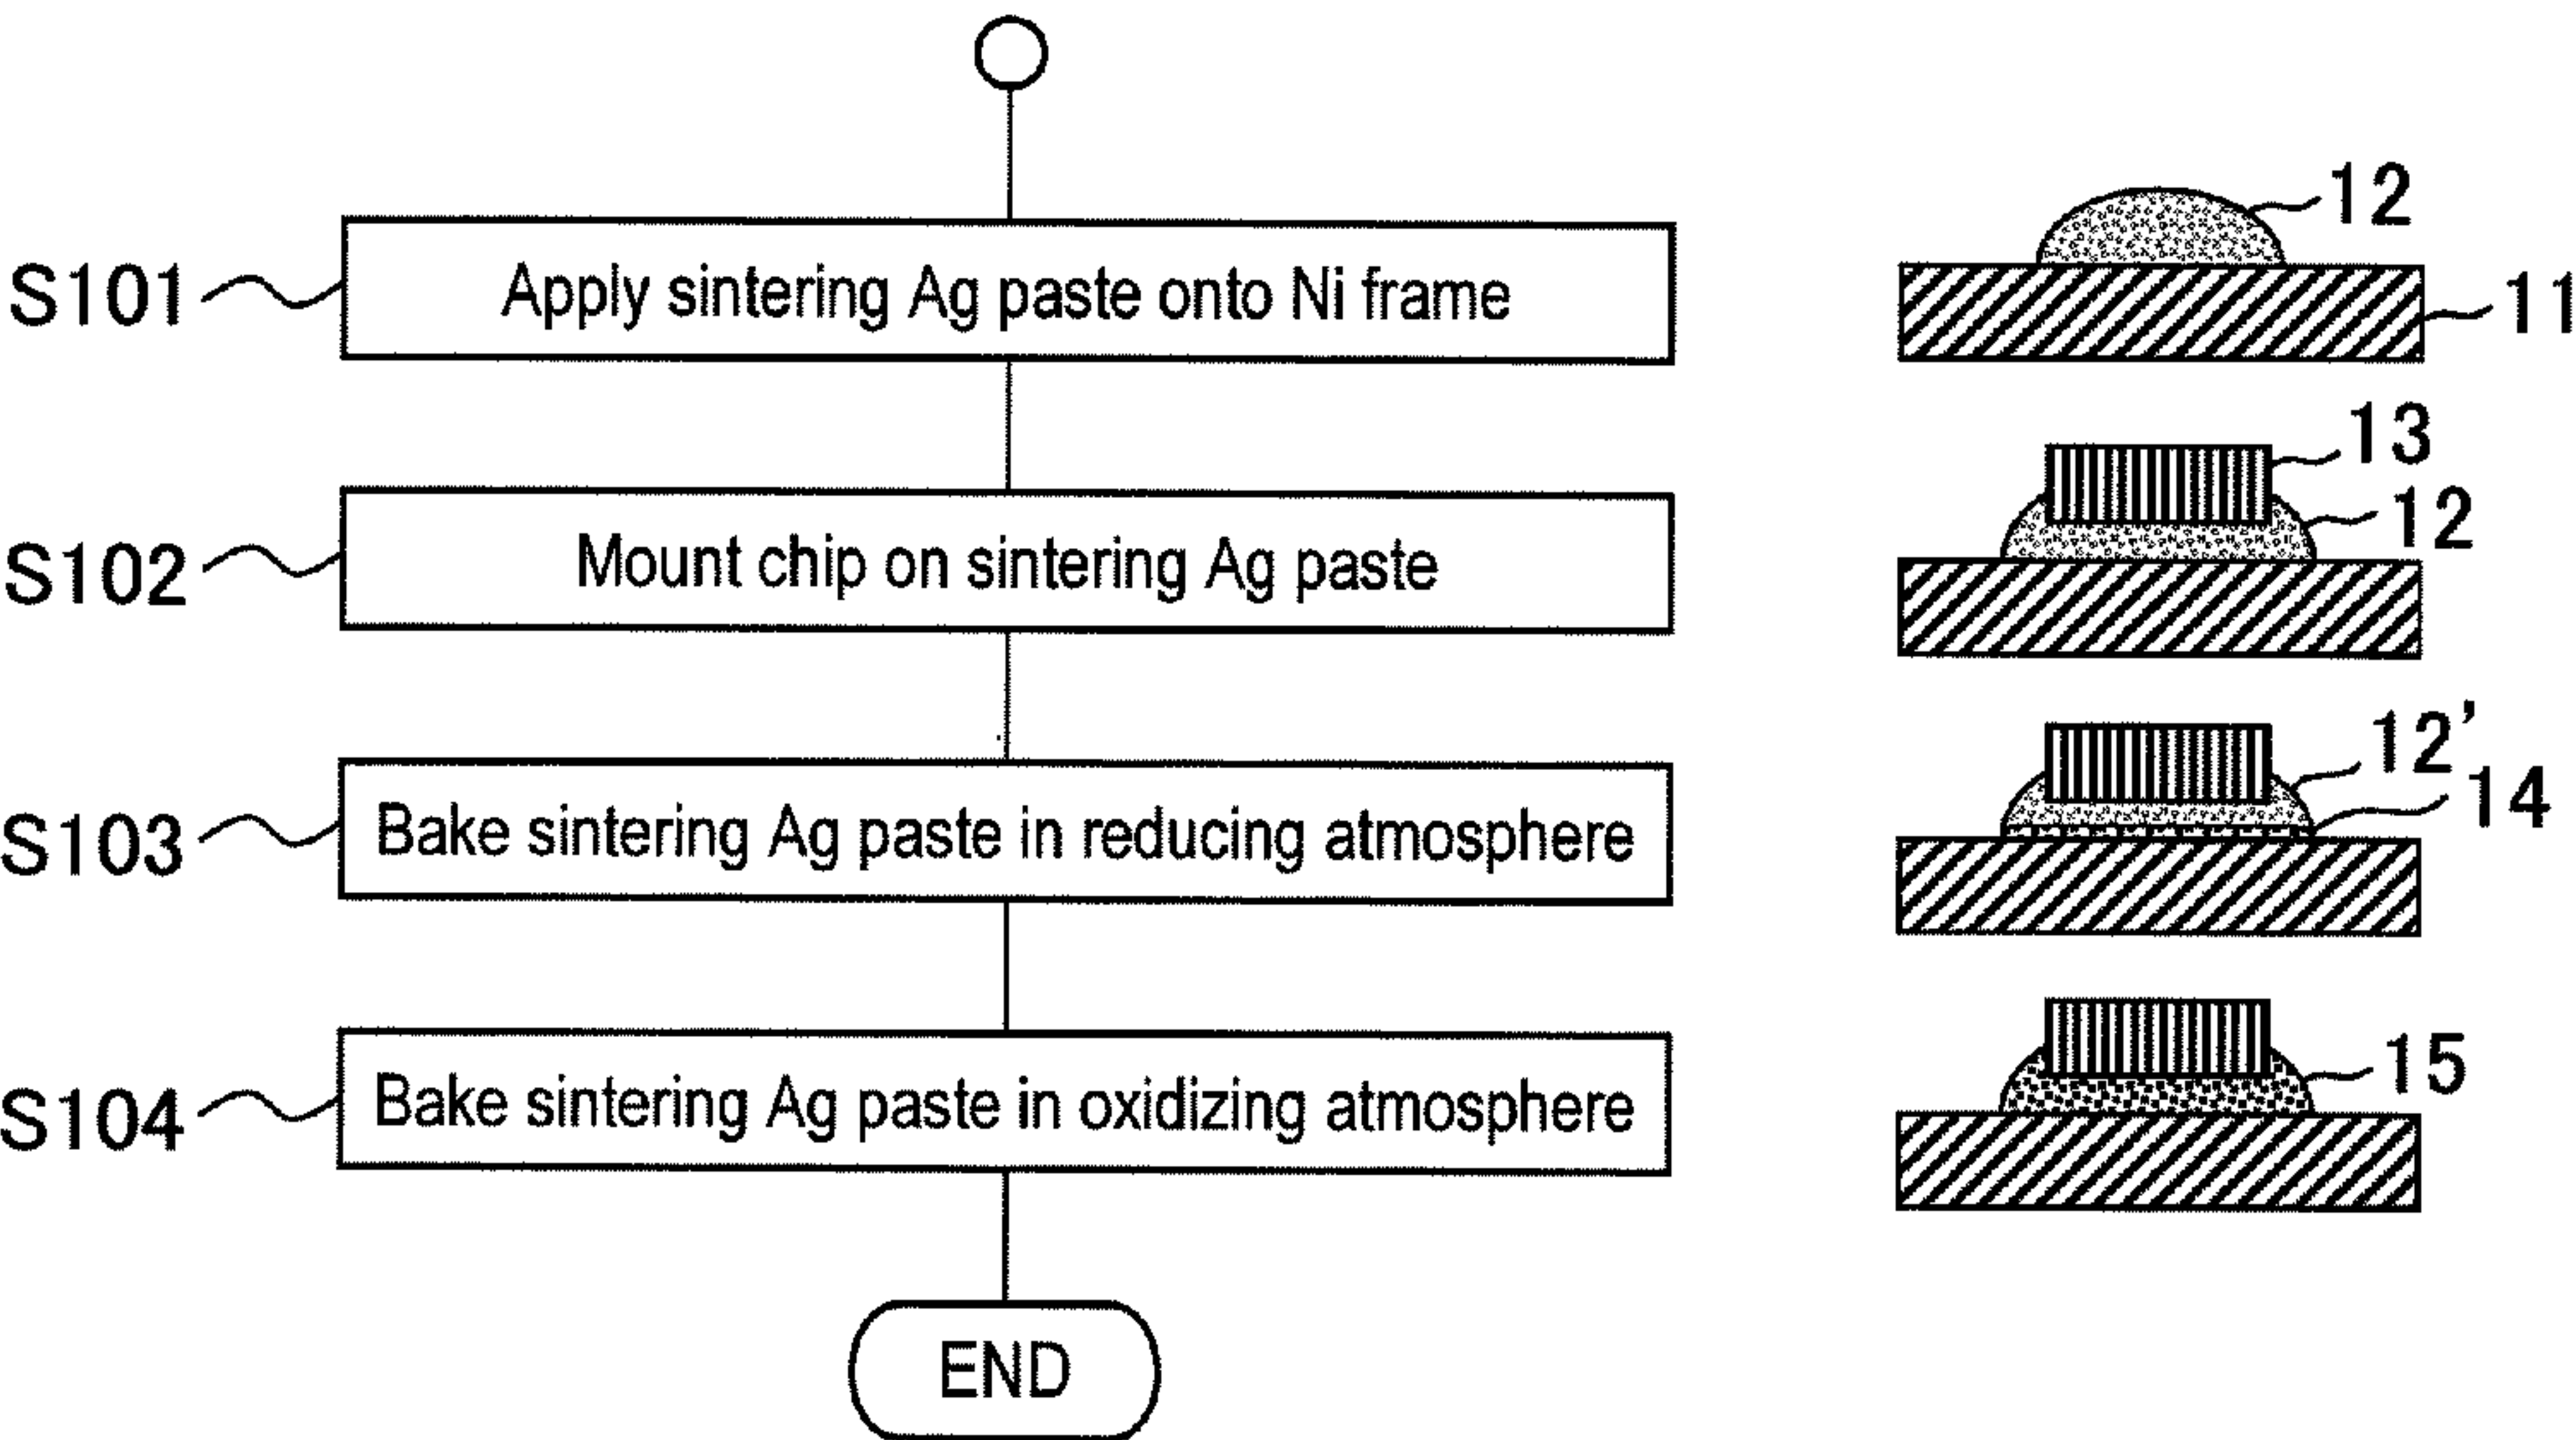 12
S101 Apply sintering Ag paste onto Ni frame 11
13
12
S102 Mount chip on sintering Ag paste
12'
14
S103 Bake sintering Ag paste in reducing atmosphere
S104 Bake sintering Ag paste in oxidizing atmosphere 15
END